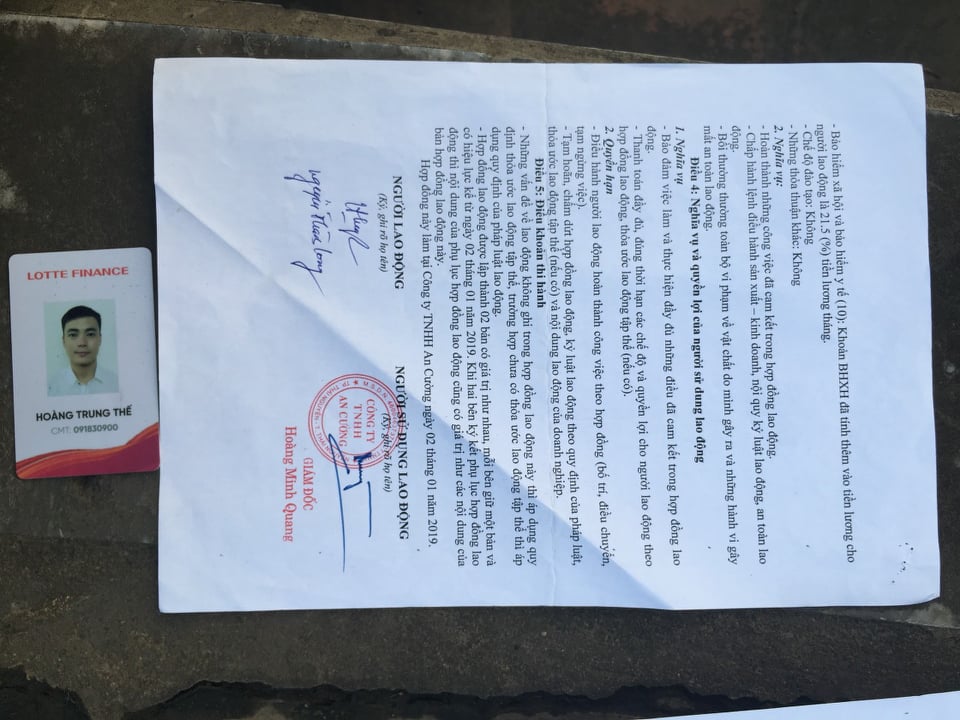 - Bảo hiểm xã hội và bảo hiểm y tế (10): Khoản BHXH đã tính thêm vào tiền lương cho
người lao động là 21.5 (%) tiền lương tháng.
- Chế độ đào tạo: Không
- Những thỏa thuận khác: Không
2. Nghĩa vụ:
- Hoàn thành những công việc đã cam kết trong hợp đồng lao động.
- Chấp hành lệnh điều hành sản xuất – kinh doanh, nội quy kỷ luật lao động, an toàn lao
động.
- Bồi thường thường toàn bộ vi phạm về vật chất do mình gây ra và những hành vi gây
mất an toàn lao động.
Điều 4: Nghĩa vụ và quyền lợi của người sử dung lao động
1. Nghĩa vụ
- Bảo đảm việc làm và thực hiện đầy đủ những điều đã cam kết trong hợp đồng lao
động.
- Thanh toán đầy đủ, đúng thời hạn các chế độ và quyền lợi cho người lao động theo
hợp đồng lao động, thỏa ước lao động tập thể (nếu có).
2. Quyền hạn
- Điều hành người lao động hoàn thành công việc theo hợp đồng (bố trí, điều chuyển,
tạm ngừng việc).
- Tạm hoãn, chấm dứt hợp đồng lao động, kỷ luật lao động theo quy định của pháp luật,
thỏa ước lao động tập thể (nếu có) và nội dung lao động của doanh nghiệp.
Điều 5: Điều khoản thi hành
- Những vấn đề về lao động không ghi trong hợp đồng lao động này thì áp dụng quy
định thỏa ước lao động tập thể, trường hợp chưa có thỏa ước lao động tập thể thì áp
dụng quy định của pháp luật lao động.
- Hợp đồng lao động được lập thành 02 bản có giá trị như nhau, mỗi bên giữ một bản và
có hiệu lực kể từ ngày 02 tháng 01 năm 2019. Khi hai bên ký kết phụ lục hợp đồng lao
động thì nội dung của phụ lục hợp đồng lao động cũng có giá trị như các nội dung của
bản hợp đồng lao động này.
Hợp đồng này làm tại Công ty TNHH An Cường ngày 02 tháng 01 năm 2019.
NGƯỜI LAO ĐỘNG
(Ký, ghi rõ họ tên)
Nguyễn Tuấn Long
NGƯỜI SỬ DỤNG LAO ĐỘNG
(Ký, ghi rõ họ tên)
CÔNG TY
TNHH
AN CƯỜNG
GIÁM ĐỐC
Hoàng Minh Quang
LOTTE FINANCE
HOÀNG TRUNG THẾ
CMT: 091830900